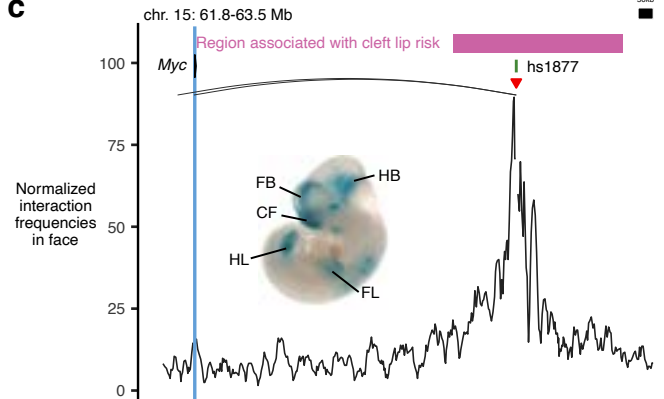 c
chr. 15: 61.8-63.5 Mb
Region associated with cleft lip risk
Myc
hs1877
100
75
50
25
0
Normalized
interaction
frequencies
in face
FB
HB
CF
HL
FL